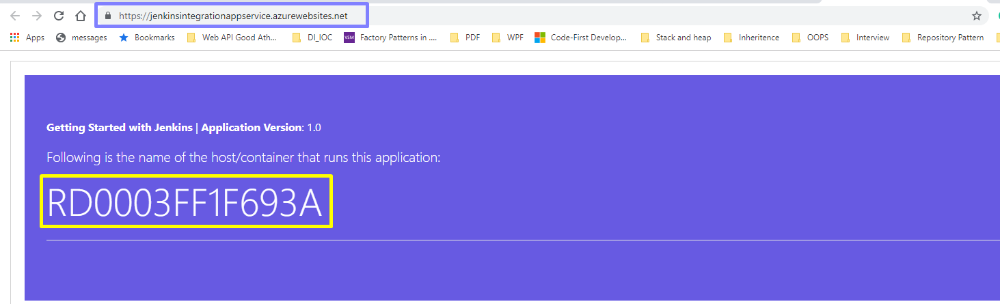 https://jenkinsintegrationappservice.azurewebsites.net
Apps messages Bookmarks Web API Good Ath... DI_IOC VSM Factory Patterns in .... PDF WPF Code-First Develop... Stack and heap Inheritence OOPS Interview Repository Pattern
Getting Started with Jenkins | Application Version: 1.0
Following is the name of the host/container that runs this application:
RD0003FF1F693A